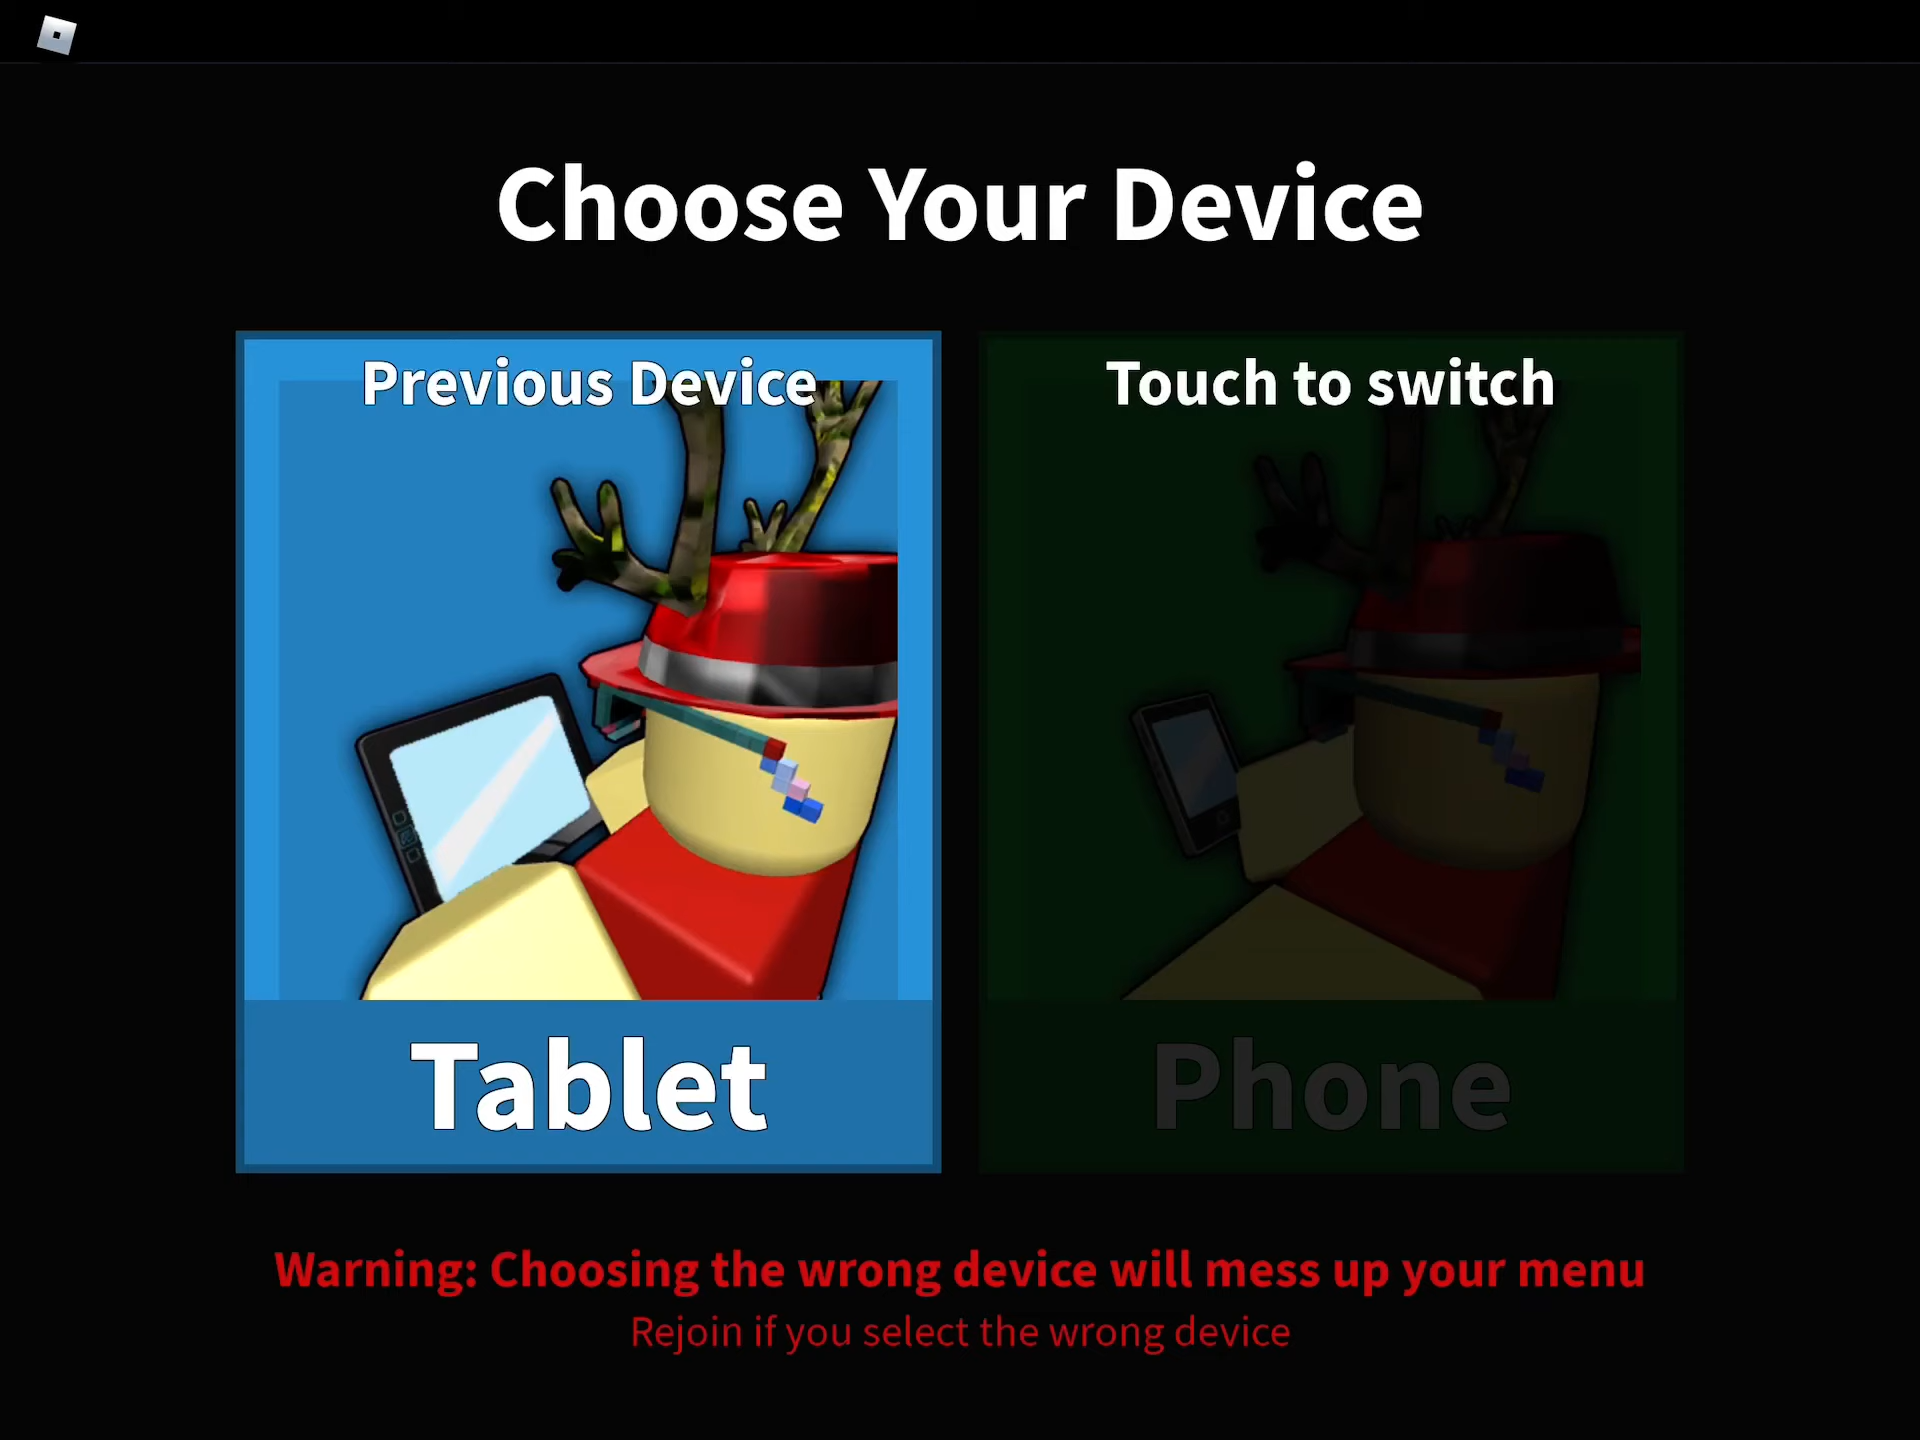 Choose Your Device
Previous Device
Tablet
Touch to switch
Phone
Warning: Choosing the wrong device will mess up your menu
Rejoin if you select the wrong device